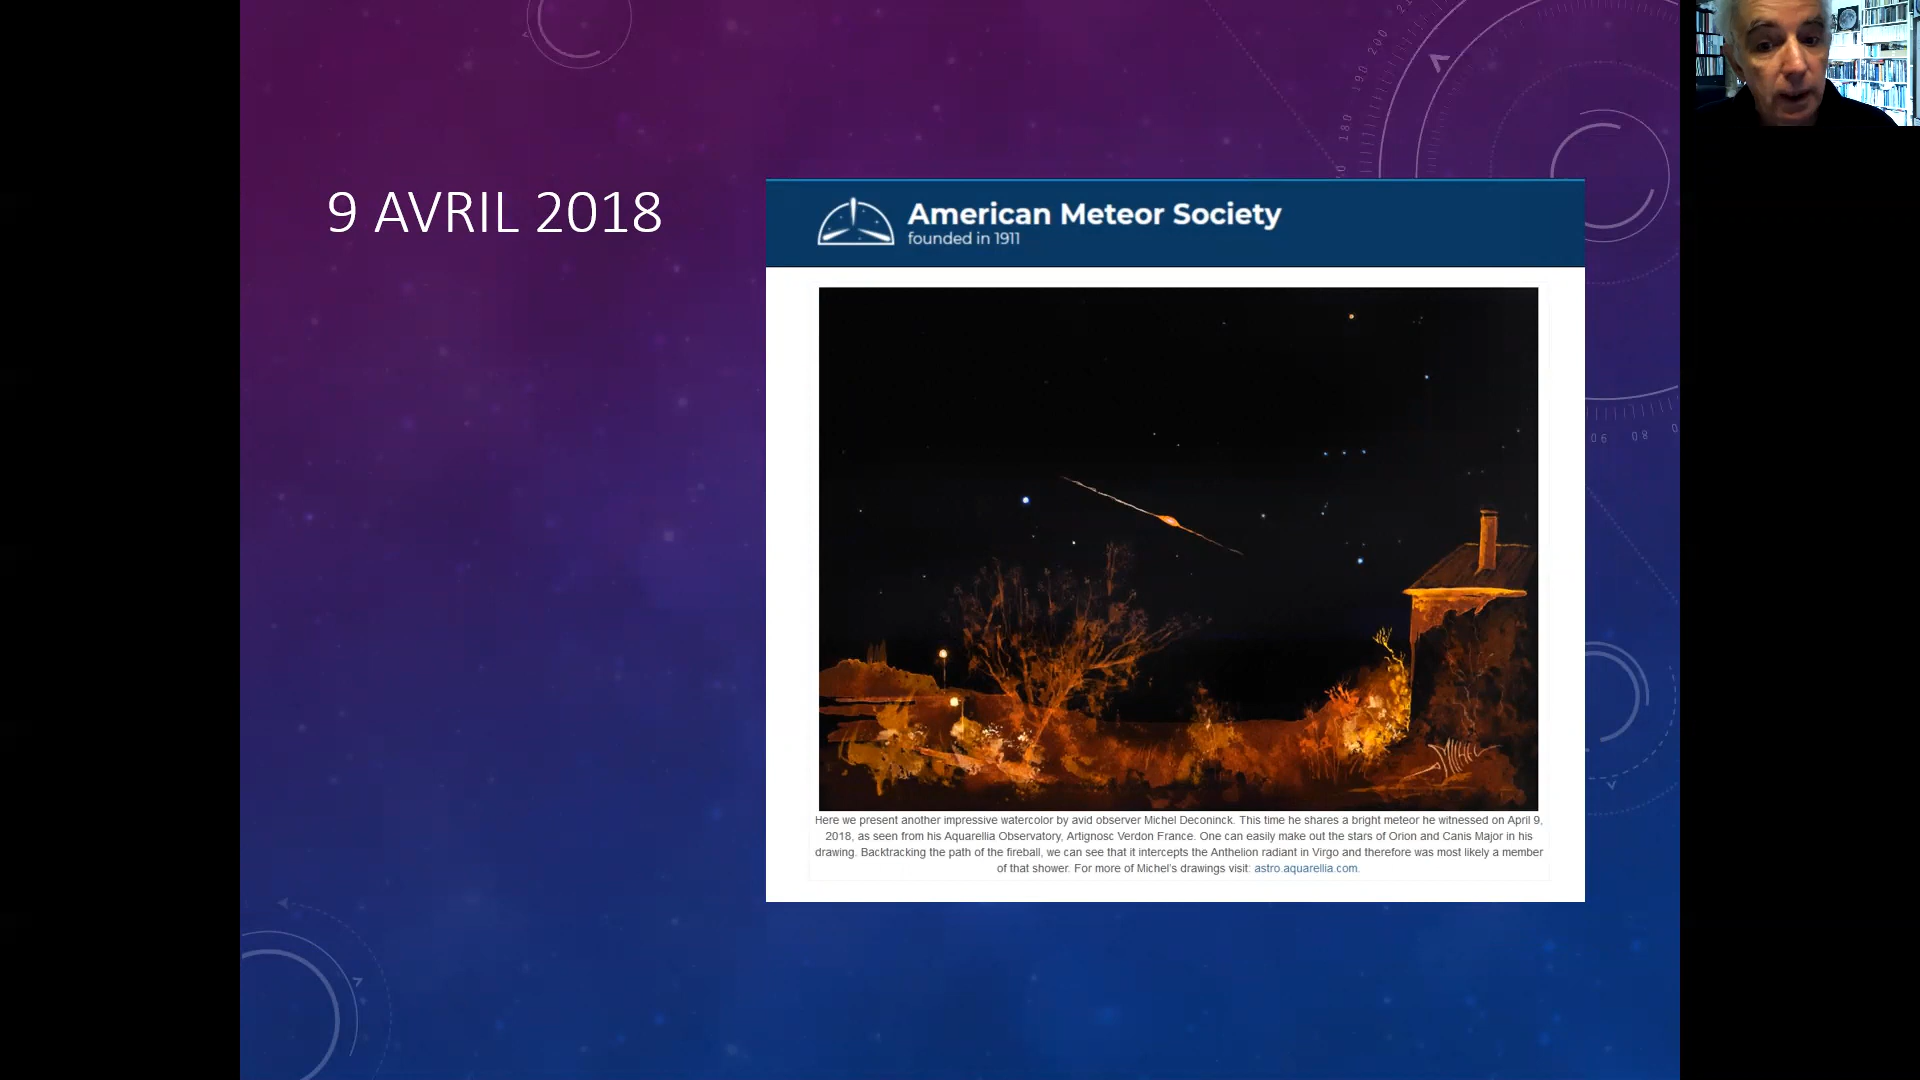 9 AVRIL 2018
American Meteor Society
founded in 1911
Here we present another impressive watercolor by avid observer Michel Deconinck. This time he shares a bright meteor he witnessed on April 9,
2018, as seen from his Aquarellia Observatory, Artignosc Verdon France. One can easily make out the stars of Orion and Canis Major in his
drawing. Backtracking the path of the fireball, we can see that it intercepts the Anthelion radiant in Virgo and therefore was most likely a member
of that shower. For more of Michel's drawings visit: astro.aquarellia.com.
MICHEL
180
190
200